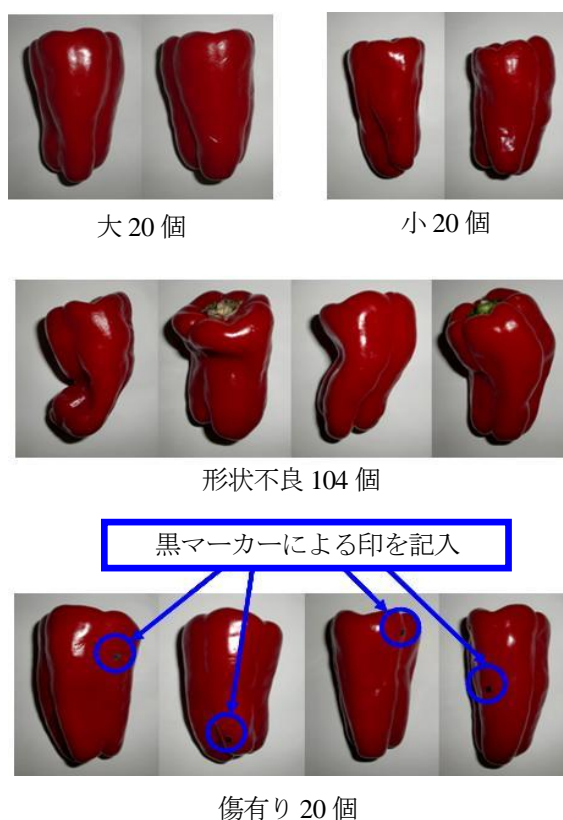 大 20 個
小 20 個
形状不良 104 個
黒マーカーによる印を記入
傷有り 20 個